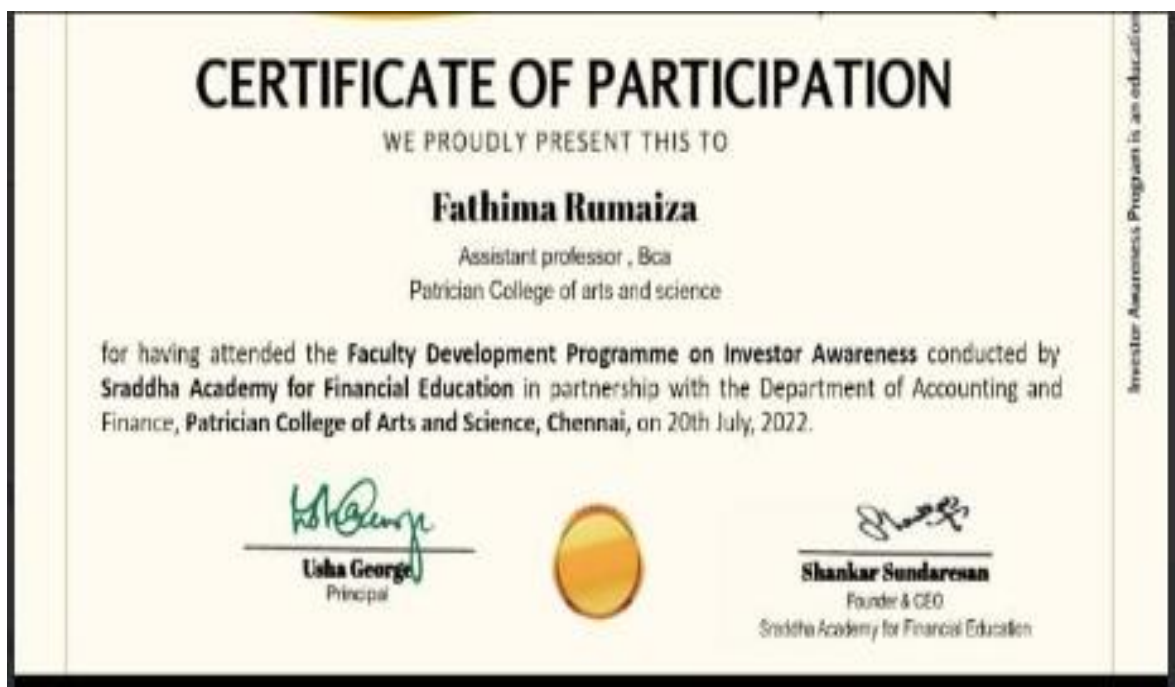 CERTIFICATE OF PARTICIPATION
WE PROUDLY PRESENT THIS TO
Fathima Rumaiza
Assistant professor , Bca
Patrician College of arts and science
for having attended the Faculty Development Programme on Investor Awareness conducted by
Sraddha Academy for Financial Education in partnership with the Department of Accounting and
Finance, Patrician College of Arts and Science, Chennai, on 20th July, 2022.
Usha George
Principal
Shankar Sundaresan
Founder & CEO
Sraddha Academy for Financial Education
Investor Awareness Program is an education